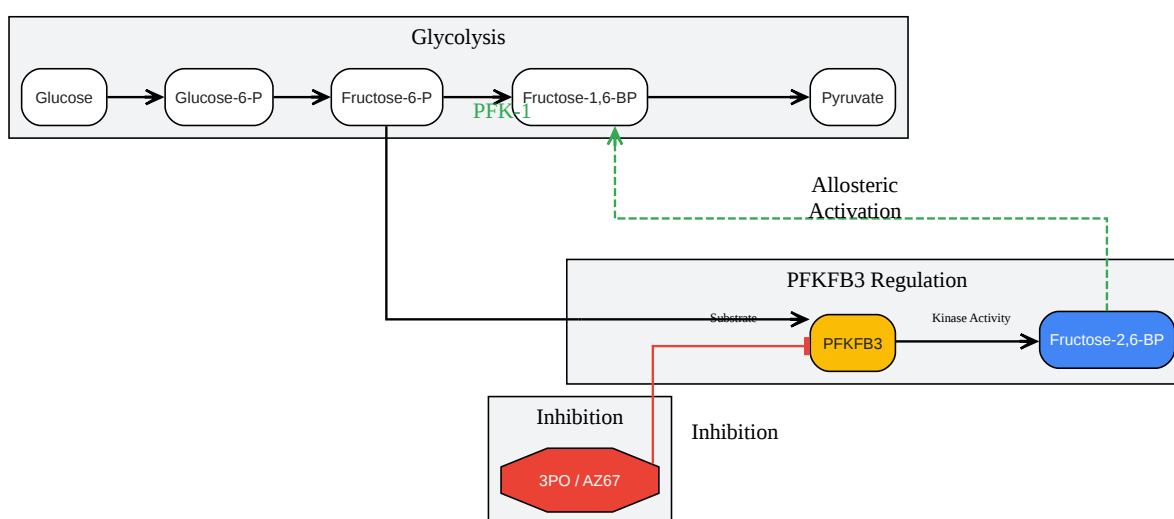 Glycolysis
Glucose
Glucose-6-P
Fructose-6-P
PFK-1
Fructose-1,6-BP
Pyruvate
Allosteric
Activation
PFKFB3 Regulation
Substrate
PFKFB3
Kinase Activity
Fructose-2,6-BP
Inhibition
Inhibition
3PO / AZ67